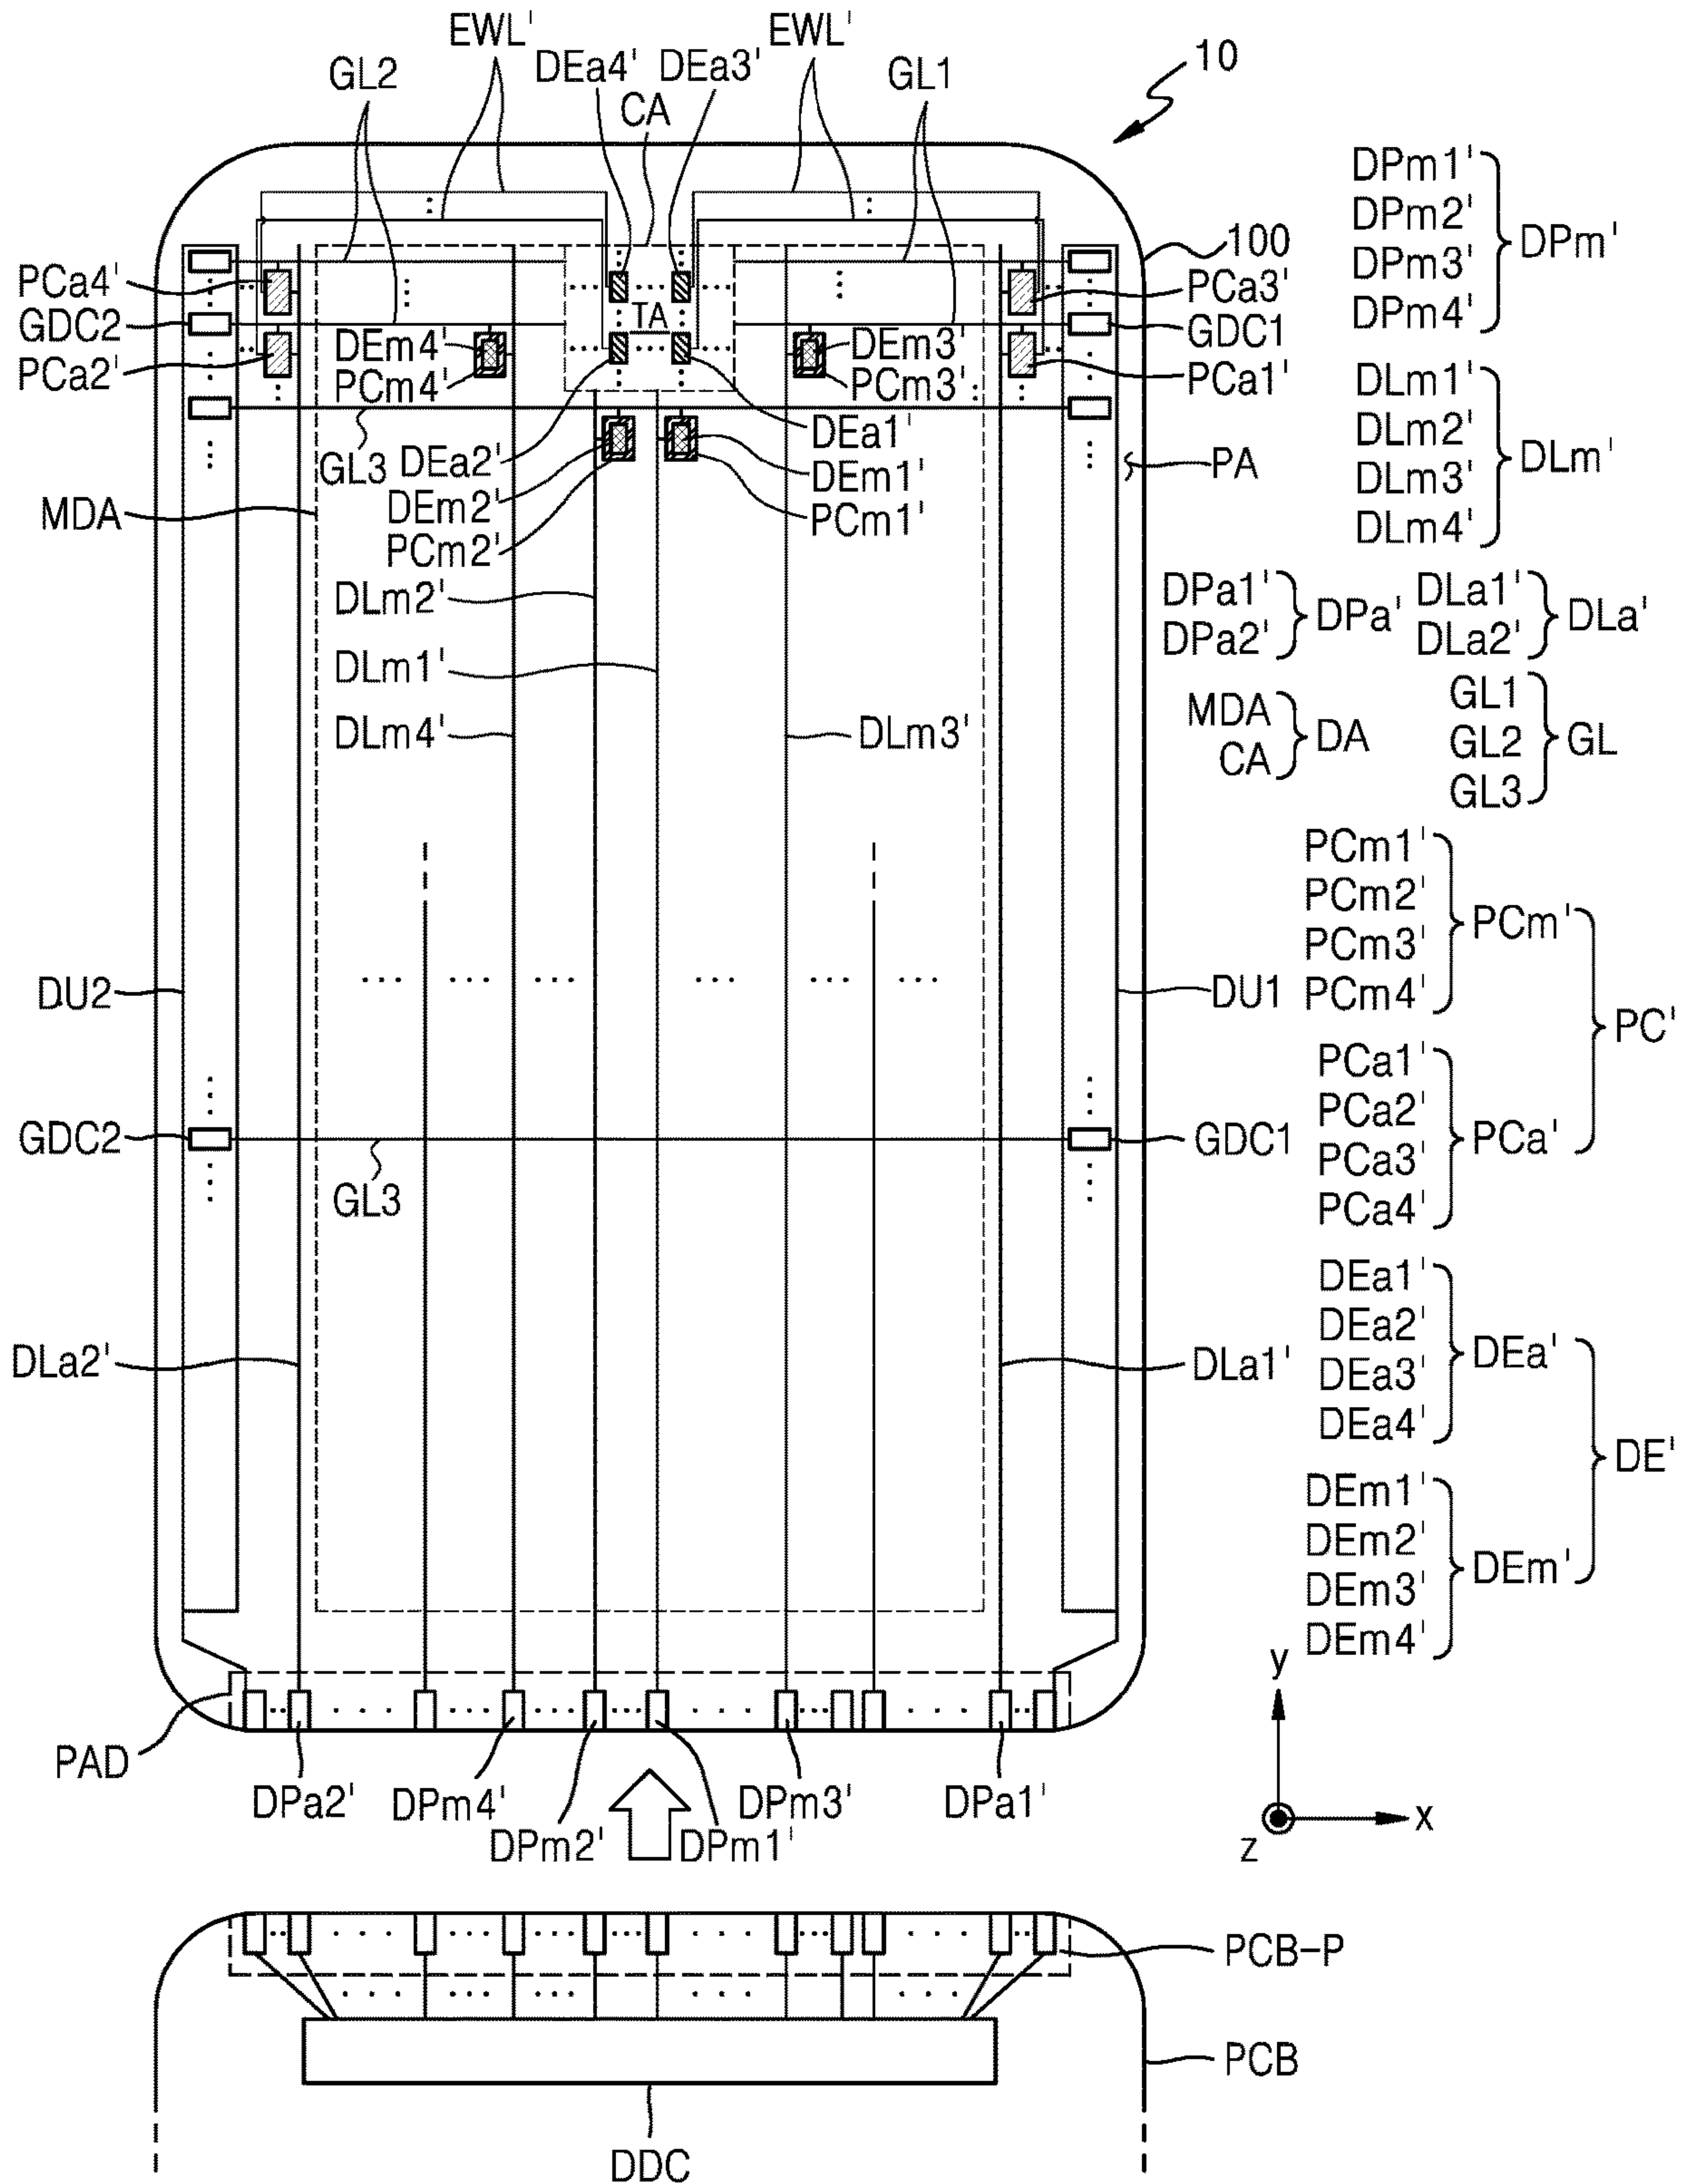 EWL' EWL'
GL2 DEa4' DEa3' GL1 10
CA
DPm1'
DPm2'
DPm3'
DPm4'
DPm'
100
PCa4' PCa3'
GDC2 TA GDC1
PCa2' DEm4' DEm3' PCa1'
PCm4' PCm3'
DLm1'
DLm2'
DLm3'
DLm4'
DLm'
GL3 DEa2' DEa1' PA
DEm1'
MDA DEm2' PCm1'
PCm2'
DLm2'
DPa1'
DPa2'
DPa'
DLa1'
DLa2'
DLa'
DLm1'
DLm4' DLm3'
MDA
CA
DA
GL1
GL2
GL3
GL
PCm1'
PCm2'
PCm3'
PCm4'
PCm'
DU2 DU1
PC'
PCa1'
PCa2'
PCa3'
PCa4'
PCa'
GDC2 GDC1
GL3
DLa2' DLa1'
DEa1'
DEa2'
DEa3'
DEa4'
DEa'
DE'
DEm1'
DEm2'
DEm3'
DEm4'
DEm'
PAD
DPa2' DPm4' DPm3' DPa1'
DPm2' DPm1'
y
x
z
PCB-P
PCB
DDC